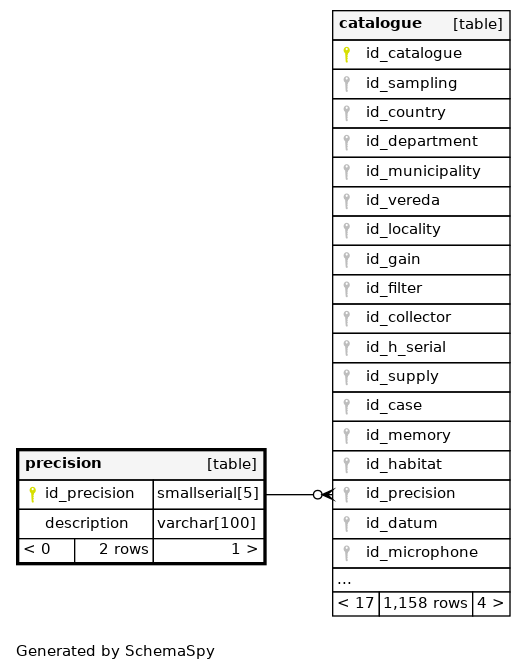 catalogue [table]
id_catalogue
id_sampling
id_country
id_department
id_municipality
id_vereda
id_locality
id_gain
id_filter
id_collector
id_h_serial
id_supply
id_case
id_memory
id_habitat
id_precision
id_datum
id_microphone
...
< 17 1,158 rows 4 >
precision [table]
id_precision smallserial[5]
description varchar[100]
< 0 2 rows 1 >
Generated by SchemaSpy